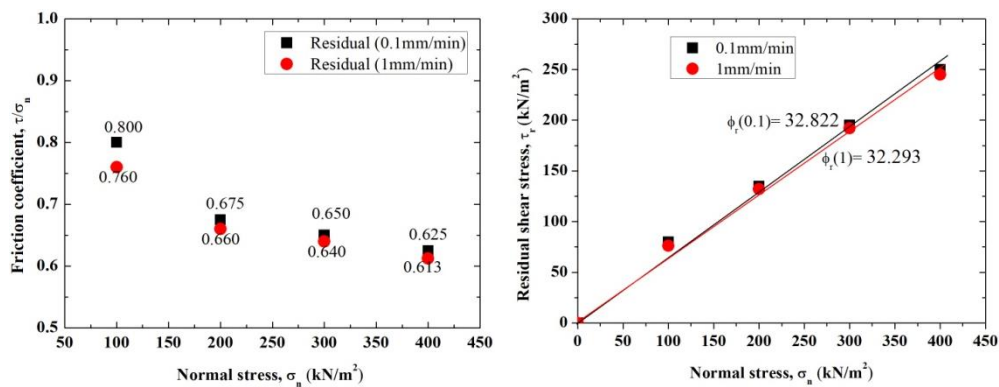 1.0
0.9
0.8
0.7
0.6
0.5
Friction coefficient, τ/σn
Residual (0.1mm/min)
Residual (1mm/min)
0.800
0.760
0.675
0.660
0.650
0.640
0.625
0.613
50 100 150 200 250 300 350 400 450
Normal stress, σn (kN/m²)
300
250
200
150
100
50
0
Residual shear stress, τr (kN/m²)
0.1mm/min
1mm/min
ϕr(0.1)= 32.822
ϕr(1)= 32.293
0 50 100 150 200 250 300 350 400 450
Normal stress, σn (kN/m²)